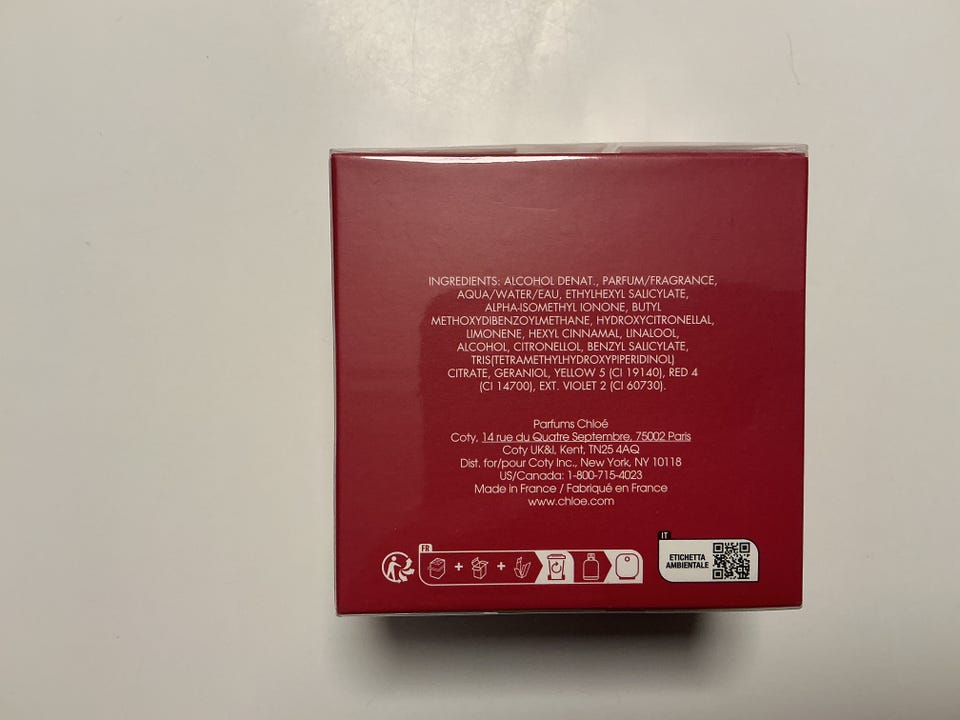 INGREDIENTS: ALCOHOL DENAT., PARFUM/FRAGRANCE,
AQUA/WATER/EAU, ETHYLHEXYL SALICYLATE,
ALPHA-ISOMETHYL IONONE, BUTYL
METHOXYDIBENZOYLMETHANE, HYDROXYCITRONELLAL,
LIMONENE, HEXYL CINNAMAL, LINALOOL,
ALCOHOL, CITRONELLOL, BENZYL SALICYLATE,
TRIS(TETRAMETHYLHYDROXYPIPERIDINOL)
CITRATE, GERANIOL, YELLOW 5 (CI 19140), RED 4
(CI 14700), EXT. VIOLET 2 (CI 60730).
Parfums Chloé
Coty, 14 rue du Quatre Septembre, 75002 Paris
Coty UK&I, Kent, TN25 4AQ
Dist. for/pour Coty Inc., New York, NY 10118
US/Canada: 1-800-715-4023
Made in France / Fabriqué en France
www.chloe.com
FR
+ +
IT
ETICHETTA
AMBIENTALE